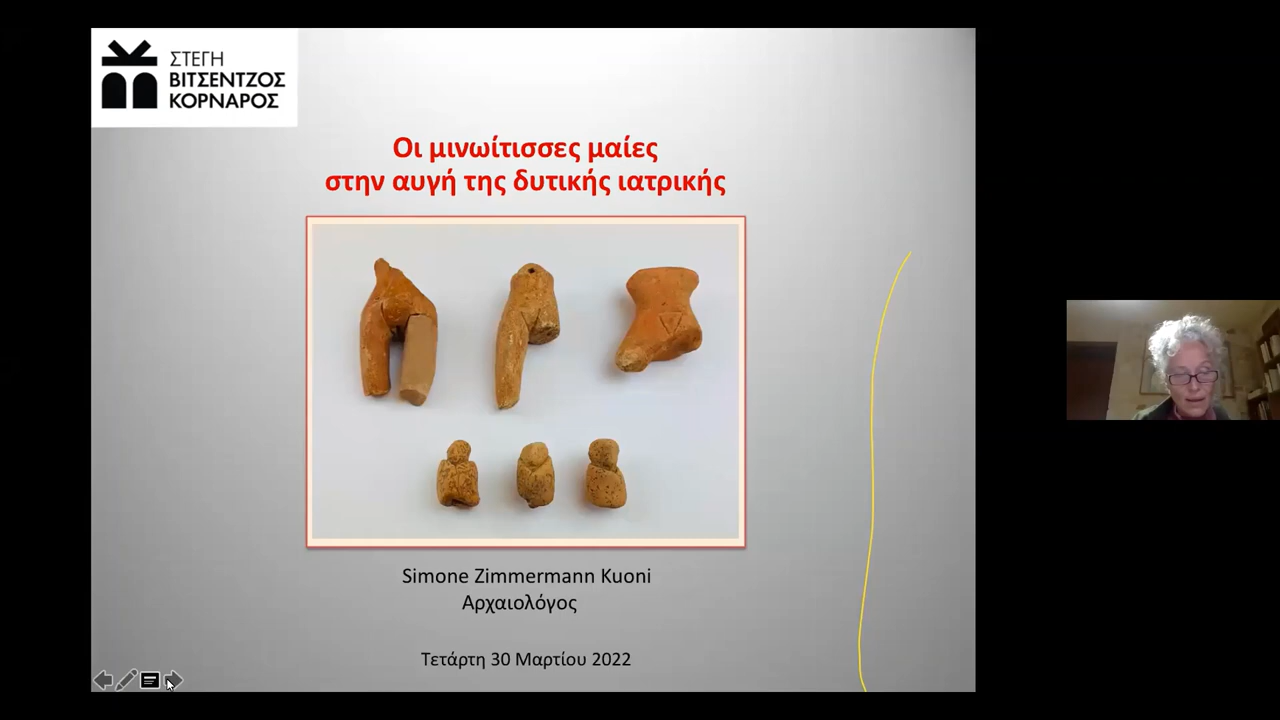 ΣΤΕΓΗ
ΒΙΤΣΕΝΤΖΟΣ
ΚΟΡΝΑΡΟΣ
Οι μινωίτισσες μαίες
στην αυγή της δυτικής ιατρικής
Simone Zimmermann Kuoni
Αρχαιολόγος
Τετάρτη 30 Μαρτίου 2022